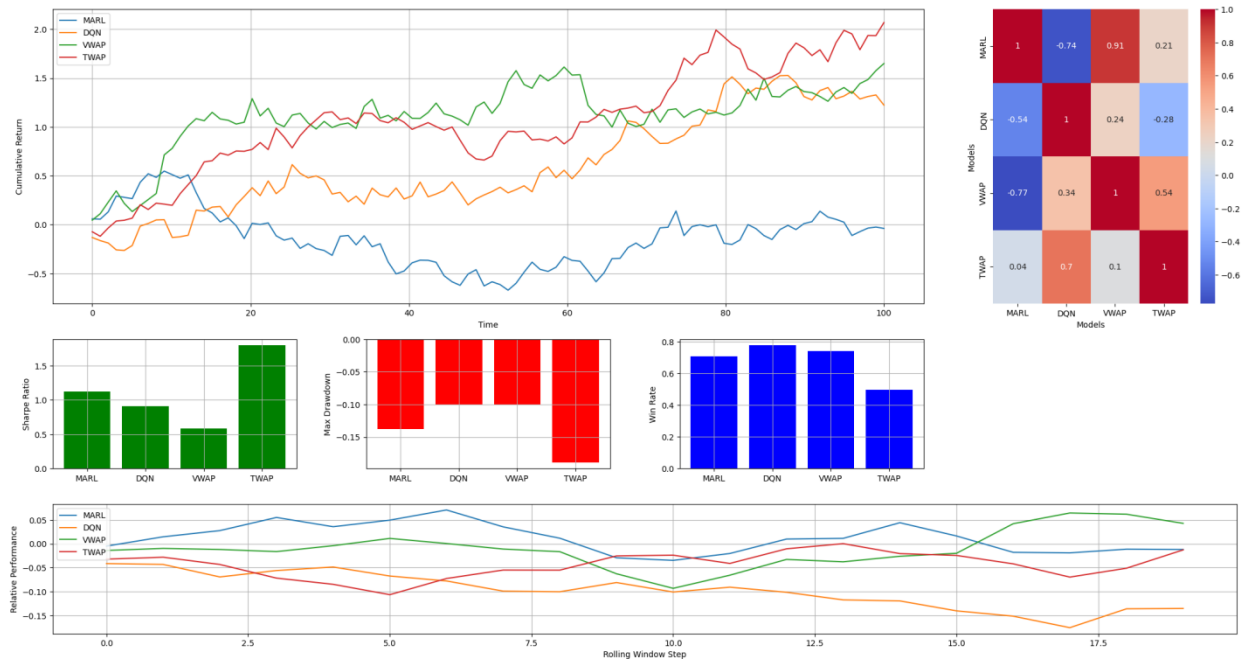 MARL
DQN
VWAP
TWAP
Cumulative Return
2.0
1.5
1.0
0.5
0.0
−0.5
0
20
40
60
80
100
Time
Models
MARL
DQN
VWAP
TWAP
1 -0.74 0.91 0.21
-0.54 1 0.24 -0.28
-0.77 0.34 1 0.54
0.04 0.7 0.1 1
MARL DQN VWAP TWAP
Models
1.0
0.8
0.6
0.4
0.2
0.0
−0.2
−0.4
−0.6
Sharpe Ratio
1.5
1.0
0.5
0.0
MARL DQN VWAP TWAP
Max Drawdown
0.00
−0.05
−0.10
−0.15
MARL DQN VWAP TWAP
Win Rate
0.8
0.6
0.4
0.2
0.0
MARL DQN VWAP TWAP
MARL
DQN
VWAP
TWAP
Relative Performance
0.05
0.00
−0.05
−0.10
−0.15
0.0 2.5 5.0 7.5 10.0 12.5 15.0 17.5
Rolling Window Step